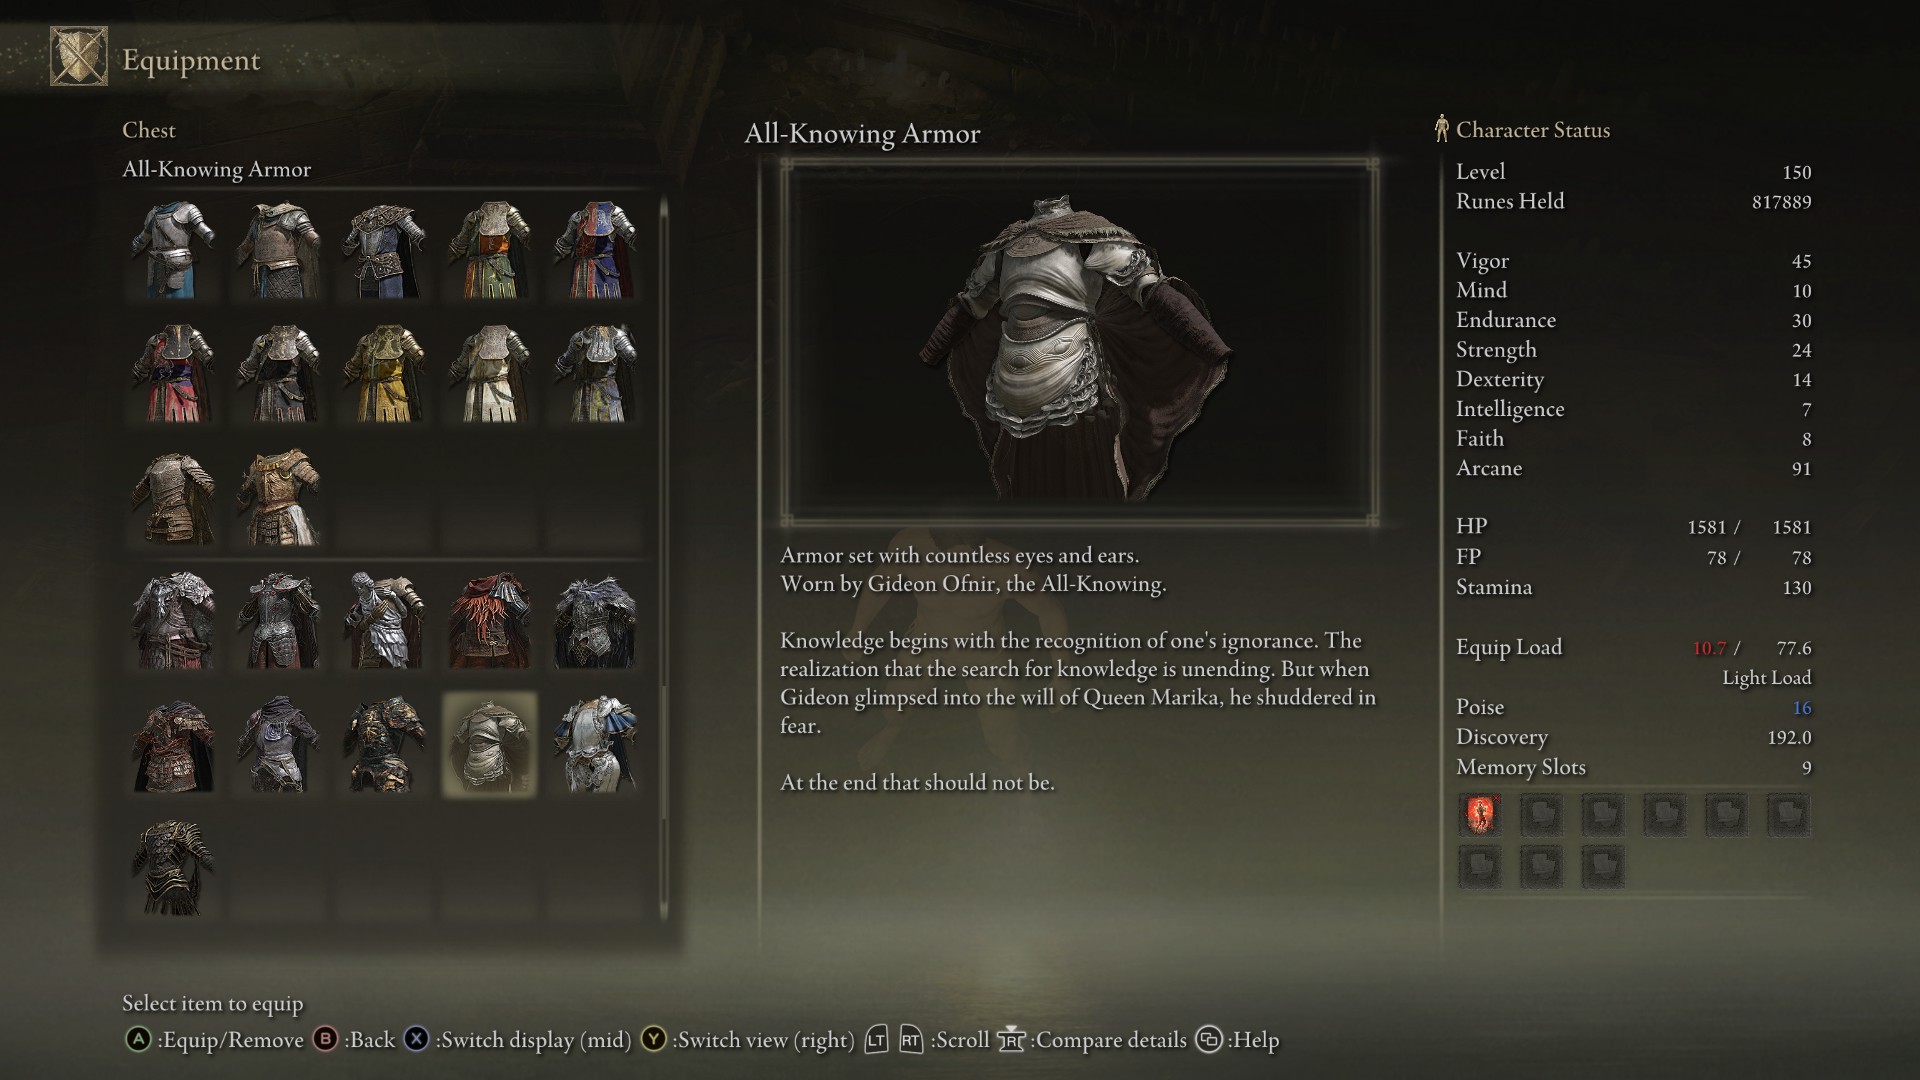 Equipment
Chest
All-Knowing Armor
All-Knowing Armor
Armor set with countless eyes and ears.
Worn by Gideon Ofnir, the All-Knowing.
Knowledge begins with the recognition of one's ignorance. The
realization that the search for knowledge is unending. But when
Gideon glimpsed into the will of Queen Marika, he shuddered in
fear.
At the end that should not be.
Character Status
Level 150
Runes Held 817889
Vigor 45
Mind 10
Endurance 30
Strength 24
Dexterity 14
Intelligence 7
Faith 8
Arcane 91
HP 1581 / 1581
FP 78 / 78
Stamina 130
Equip Load 10.7 / 77.6
Light Load
Poise 16
Discovery 192.0
Memory Slots 9
Select item to equip
A :Equip/Remove B :Back X :Switch display (mid) Y :Switch view (right) LT RT :Scroll R :Compare details :Help